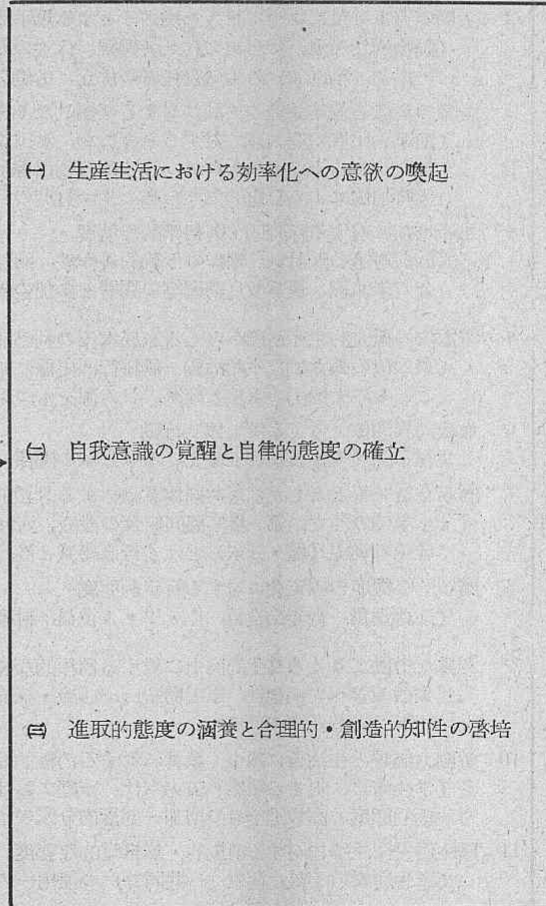 ㈠ 生産生活における効率化への意欲の喚起
㈡ 自我意識の覚醒と自律的態度の確立
㈢ 進取的態度の涵養と合理的・創造的知性の啓培